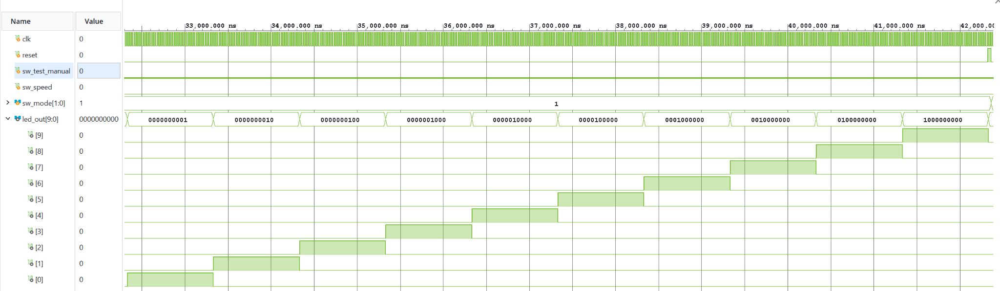 Name Value
33,000.000 ns 34,000.000 ns 35,000.000 ns 36,000.000 ns 37,000.000 ns 38,000.000 ns 39,000.000 ns 40,000.000 ns 41,000.000 ns 42,000.00
clk 0
reset 0
sw_test_manual 0
sw_speed 0
sw_mode[1:0] 1 1
led_out[9:0] 0000000000 0000000001 0000000010 0000000100 0000001000 0000010000 0000100000 0001000000 0010000000 0100000000 1000000000
[9] 0
[8] 0
[7] 0
[6] 0
[5] 0
[4] 0
[3] 0
[2] 0
[1] 0
[0] 0